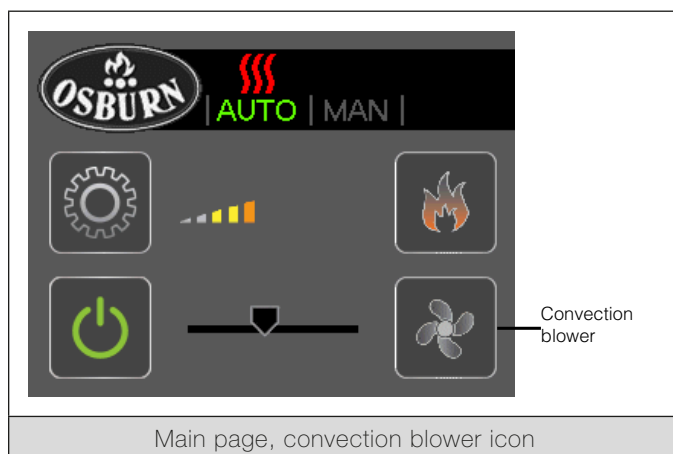 OSBURN
| AUTO | MAN |
Convection
blower
Main page, convection blower icon